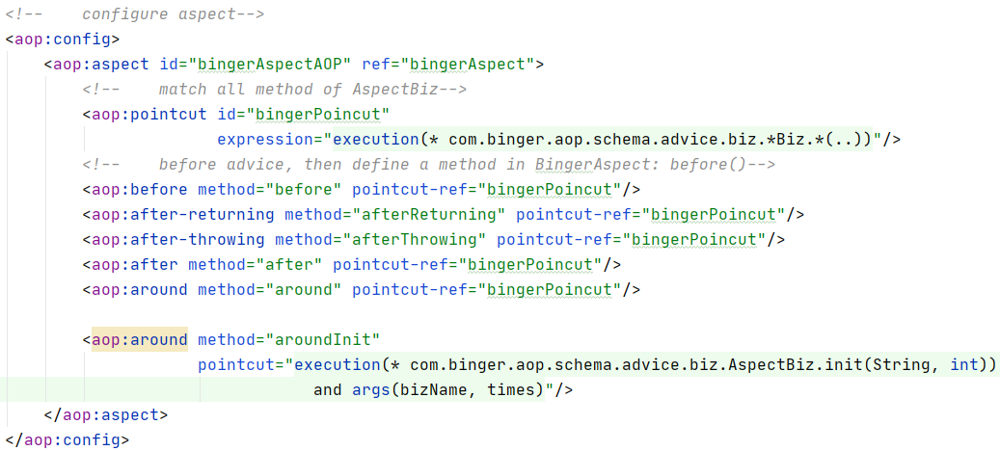 <!--    configure aspect-->
<aop:config>
    <aop:aspect id="bingerAspectAOP" ref="bingerAspect">
        <!--    match all method of AspectBiz-->
        <aop:pointcut id="bingerPoincut"
                      expression="execution(* com.binger.aop.schema.advice.biz.*Biz.*(..))"/>
        <!--    before advice, then define a method in BingerAspect: before()-->
        <aop:before method="before" pointcut-ref="bingerPoincut"/>
        <aop:after-returning method="afterReturning" pointcut-ref="bingerPoincut"/>
        <aop:after-throwing method="afterThrowing" pointcut-ref="bingerPoincut"/>
        <aop:after method="after" pointcut-ref="bingerPoincut"/>
        <aop:around method="around" pointcut-ref="bingerPoincut"/>

        <aop:around method="aroundInit"
                    pointcut="execution(* com.binger.aop.schema.advice.biz.AspectBiz.init(String, int))
                                and args(bizName, times)"/>
    </aop:aspect>
</aop:config>